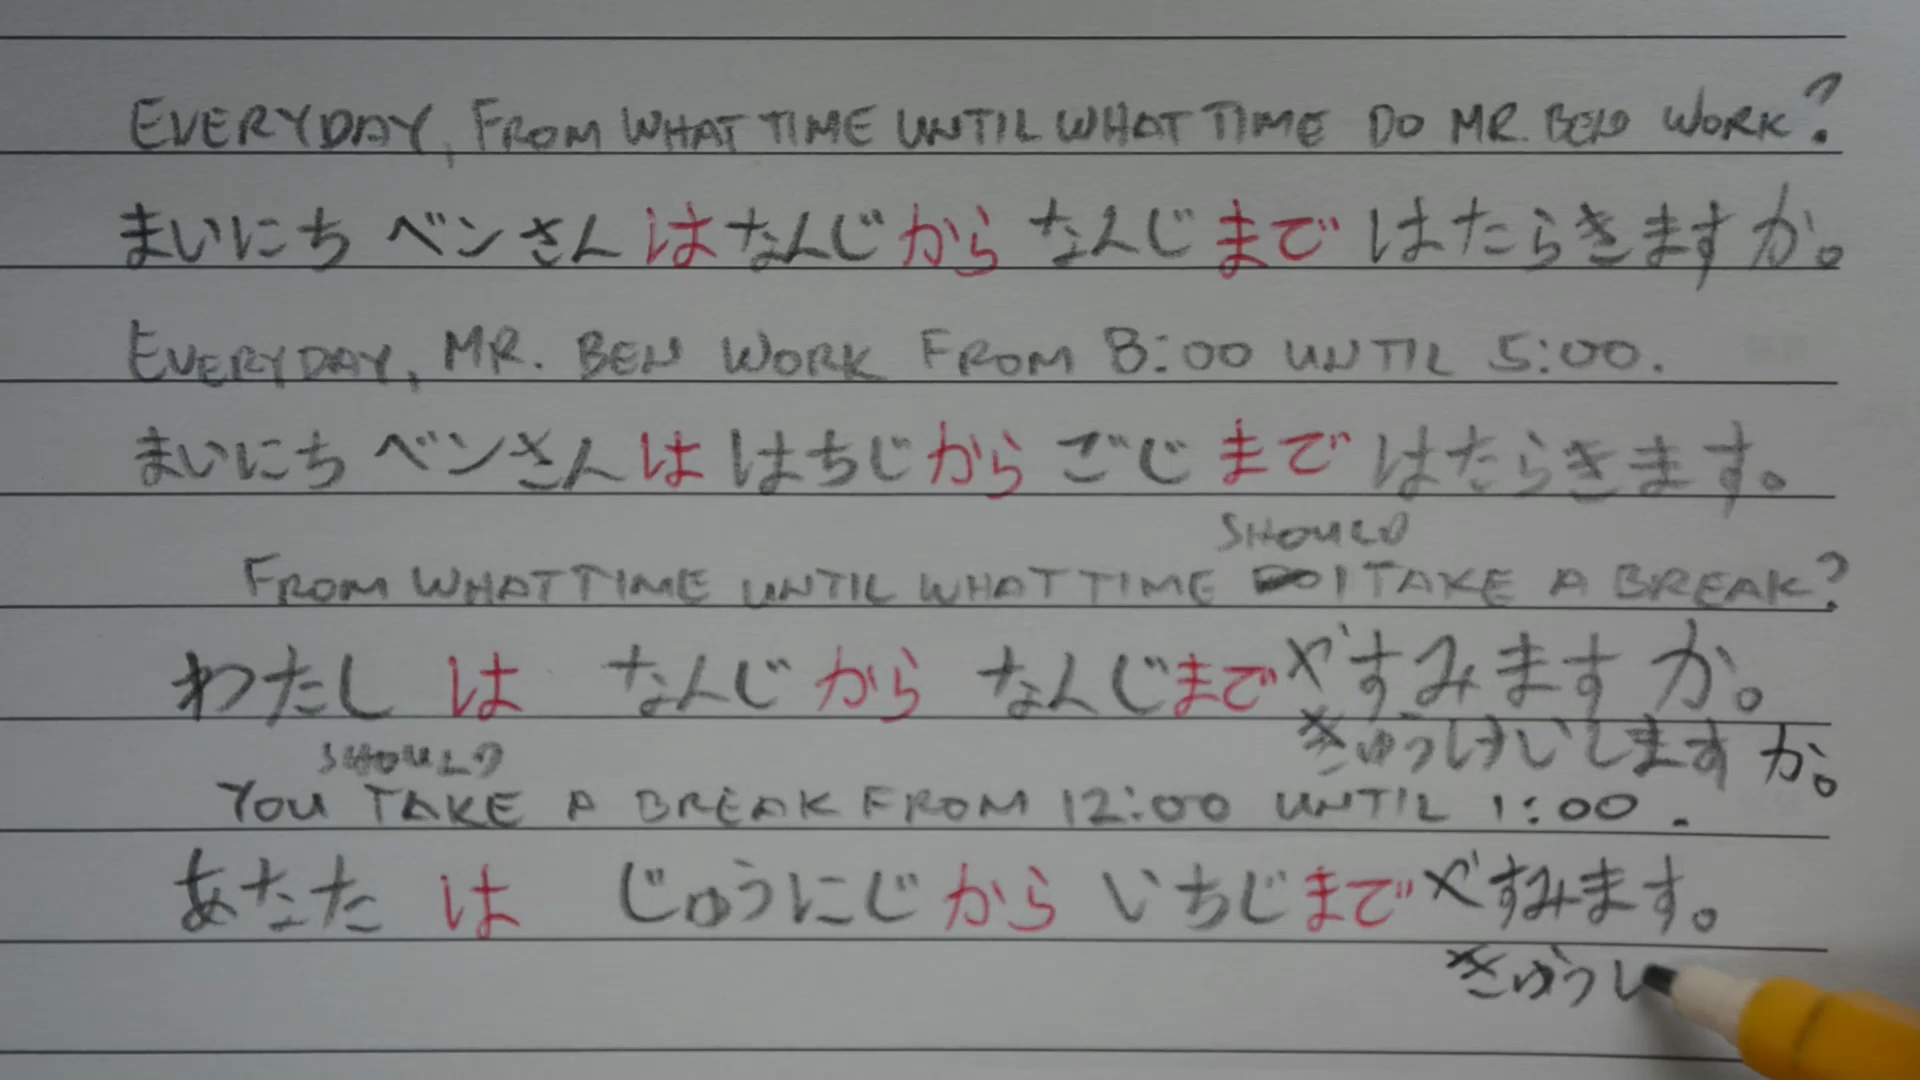 EVERYDAY, FROM WHAT TIME UNTIL WHAT TIME DO MR. BEN WORK?
まいにち ベンさん は なんじ から なんじ まで はたらきます か。
EVERYDAY, MR. BEN WORK FROM 8:00 UNTIL 5:00.
まいにち ベンさん は はちじ から ごじ まで はたらきます。
SHOULD
FROM WHAT TIME UNTIL WHAT TIME I TAKE A BREAK?
わたし は なんじ から なんじ まで やすみます か。
きゅうけいします か。
SHOULD
YOU TAKE A BREAK FROM 12:00 UNTIL 1:00.
あなた は じゅうにじ から いちじ まで やすみます。
きゅう